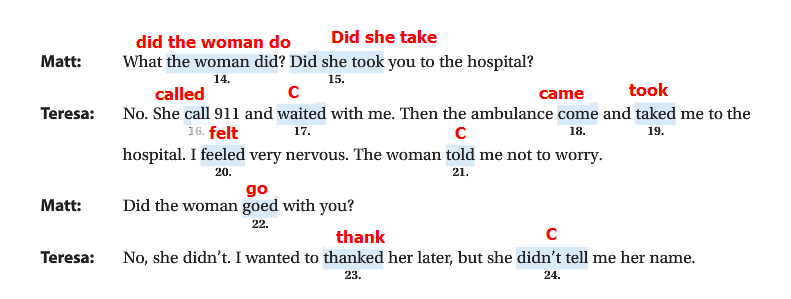 did the woman do Did she take
Matt: What the woman did? Did she took you to the hospital?
14. 15.
called C came took
Teresa: No. She call 911 and waited with me. Then the ambulance come and taked me to the
16. felt 17. C 18. 19.
hospital. I feeled very nervous. The woman told me not to worry.
20. 21.
go
Matt: Did the woman goed with you?
22.
thank C
Teresa: No, she didn't. I wanted to thanked her later, but she didn't tell me her name.
23. 24.